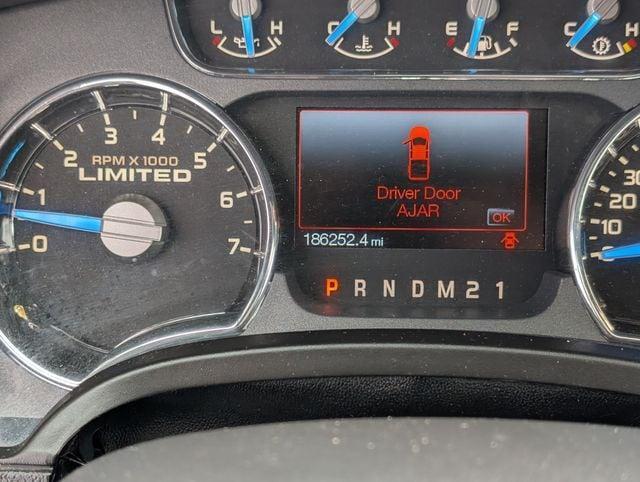 L H
C H
E F
C
0 1 2 3 4 5 6 7
RPM X 1000
LIMITED
Driver Door
AJAR
OK
186252.4 mi
P R N D M 2 1
30
20
10
0